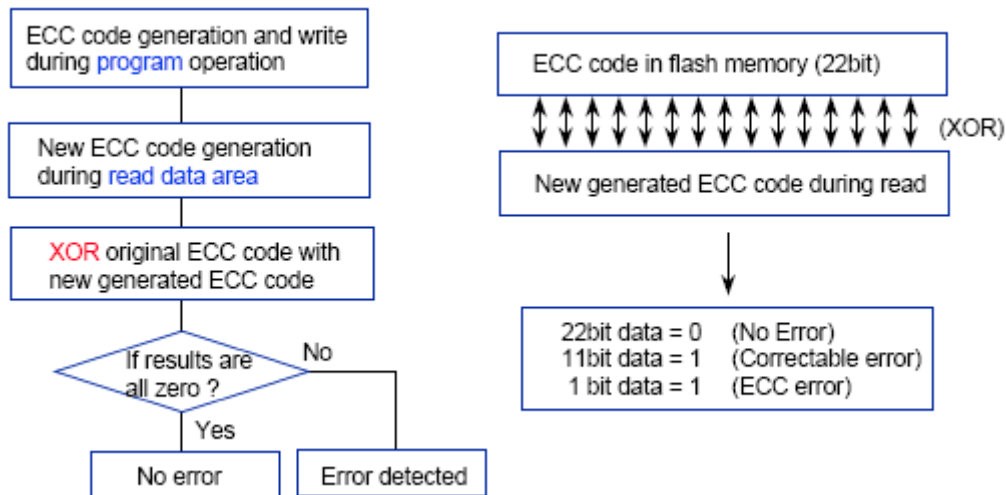 ECC code generation and write
during program operation
New ECC code generation
during read data area
XOR original ECC code with
new generated ECC code
If results are
all zero ?
No
Yes
No error
Error detected
ECC code in flash memory (22bit)
(XOR)
New generated ECC code during read
22bit data = 0 (No Error)
11bit data = 1 (Correctable error)
1 bit data = 1 (ECC error)